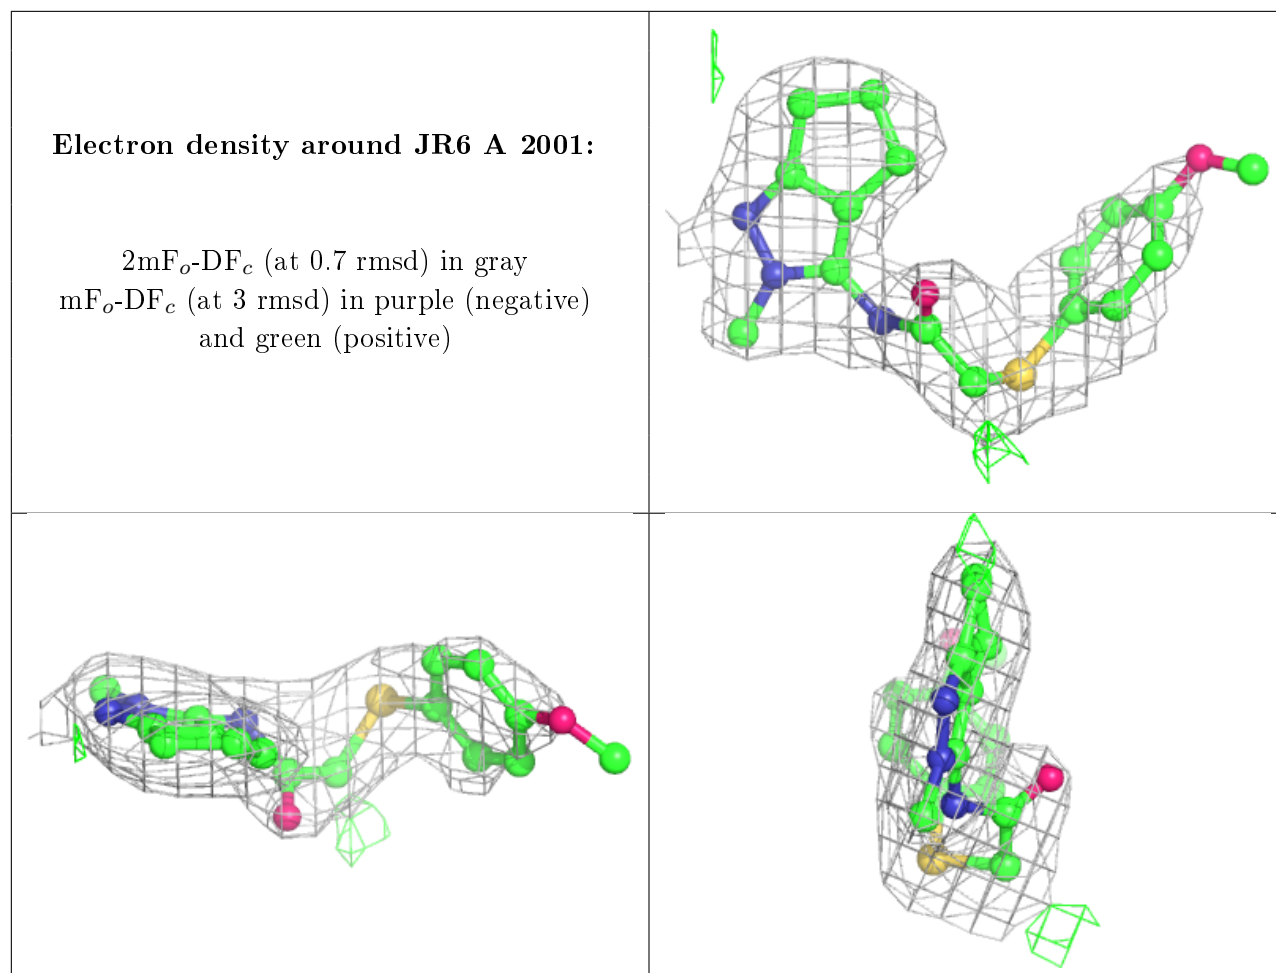 Electron density around JR6 A 2001:
2mFₒ-DF𝒸 (at 0.7 rmsd) in gray
mFₒ-DF𝒸 (at 3 rmsd) in purple (negative)
and green (positive)